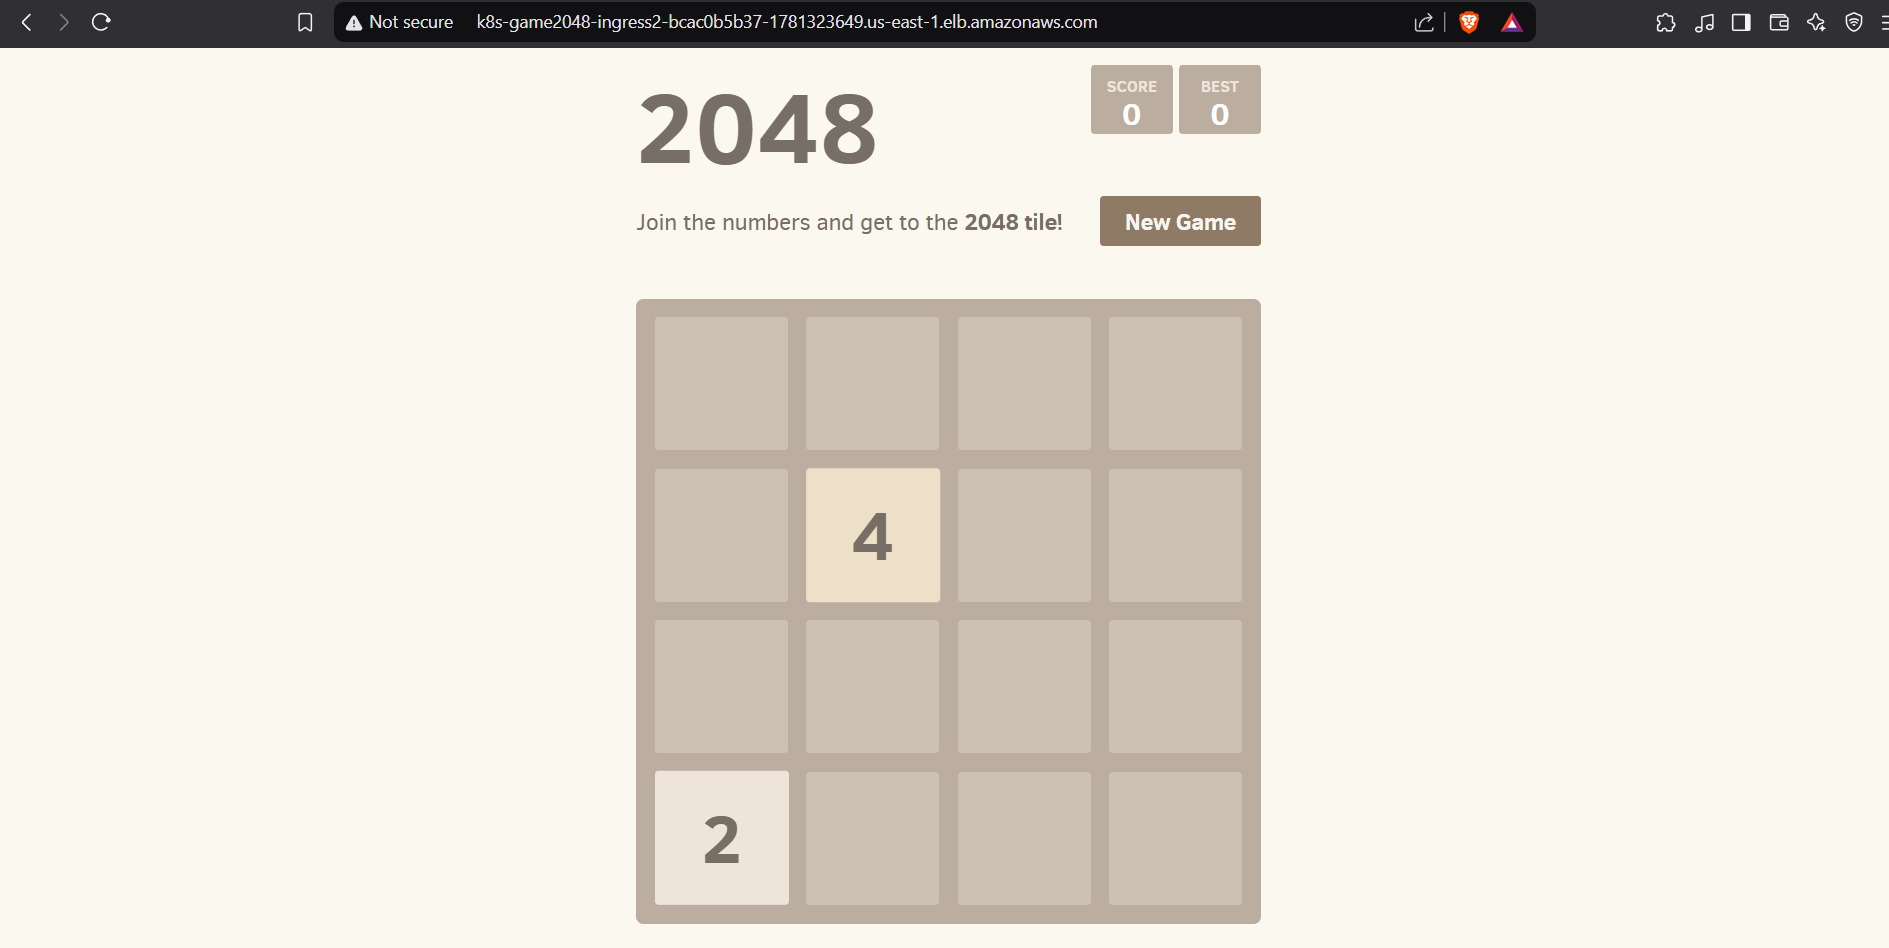 Not secure k8s-game2048-ingress2-bcac0b5b37-1781323649.us-east-1.elb.amazonaws.com
2048
SCORE
0
BEST
0
Join the numbers and get to the 2048 tile!
New Game
4
2